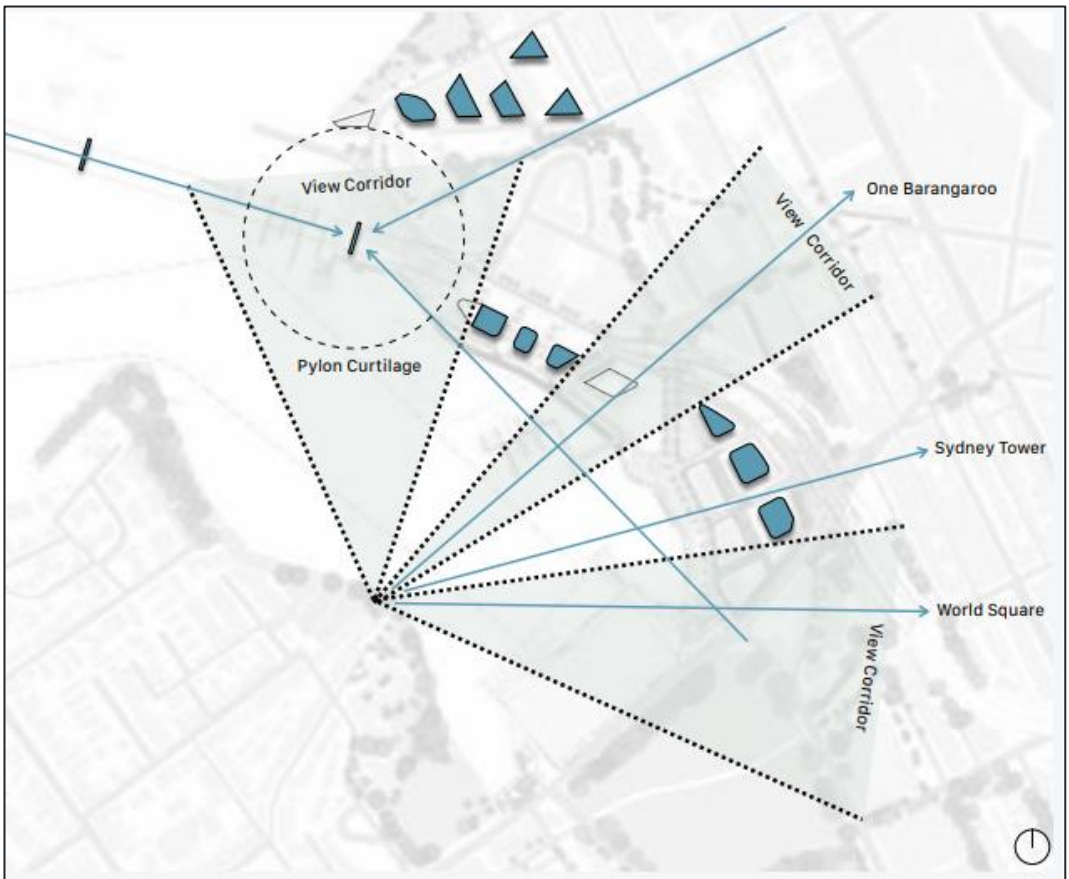 View Corridor
One Barangaroo
View Corridor
Pylon Curtilage
Sydney Tower
World Square
View Corridor